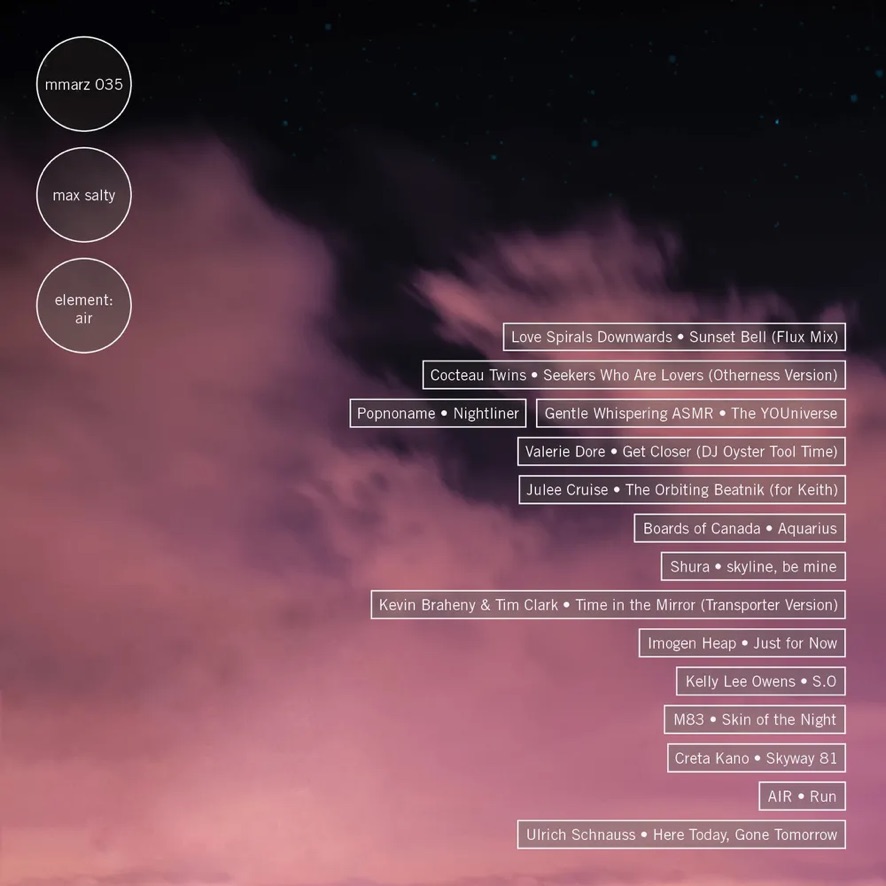 mmarz 035
max salty
element:
air
Love Spirals Downwards • Sunset Bell (Flux Mix)
Cocteau Twins • Seekers Who Are Lovers (Otherness Version)
Popnoname • Nightliner Gentle Whispering ASMR • The YOUniverse
Valerie Dore • Get Closer (DJ Oyster Tool Time)
Julee Cruise • The Orbiting Beatnik (for Keith)
Boards of Canada • Aquarius
Shura • skyline, be mine
Kevin Braheny & Tim Clark • Time in the Mirror (Transporter Version)
Imogen Heap • Just for Now
Kelly Lee Owens • S.O
M83 • Skin of the Night
Creta Kano • Skyway 81
AIR • Run
Ulrich Schnauss • Here Today, Gone Tomorrow